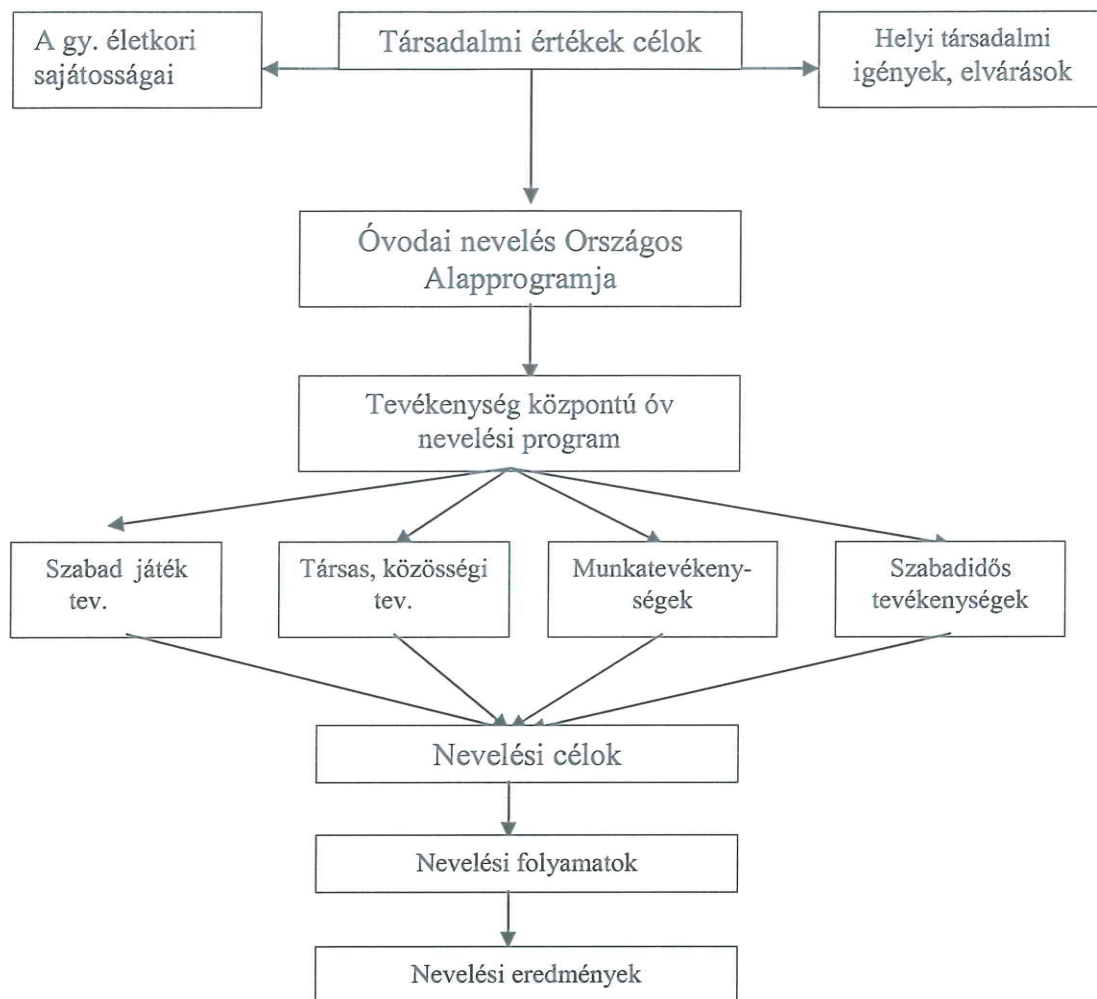 A gy. életkori
sajátosságai
Társadalmi értékek célok
Helyi társadalmi
igények, elvárások
Óvodai nevelés Országos
Alapprogramja
Tevékenység központú óv
nevelési program
Szabad játék
tev.
Társas, közösségi
tev.
Munkatevékeny-
ségek
Szabadidős
tevékenységek
Nevelési célok
Nevelési folyamatok
Nevelési eredmények